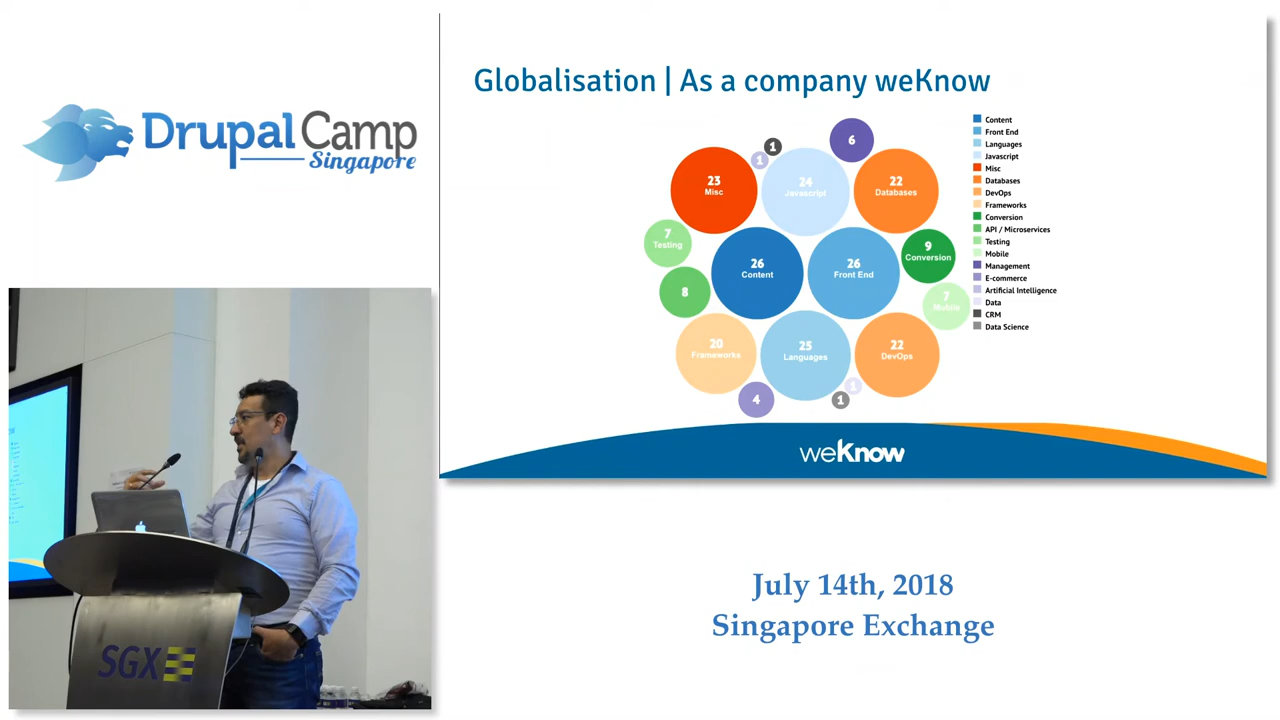 Drupal Camp
Singapore
Globalisation | As a company weKnow
23
Misc
1
1
24
Javascript
6
22
Databases
7
Testing
26
Content
26
Front End
9
Conversion
8
7
Mobile
20
Frameworks
25
Languages
22
DevOps
4
1
1
Content
Front End
Languages
Javascript
Misc
Databases
DevOps
Frameworks
Conversion
API / Microservices
Testing
Mobile
Management
E-commerce
Artificial Intelligence
Data
CRM
Data Science
weKnow
SGX
July 14th, 2018
Singapore Exchange